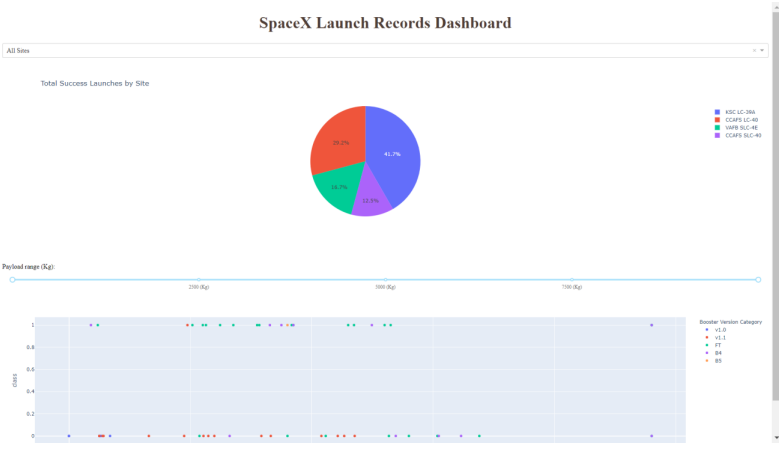 SpaceX Launch Records Dashboard
All Sites
Total Success Launches by Site
KSC LC-39A
CCAFS LC-40
VAFB SLC-4E
CCAFS SLC-40
29.2%
41.7%
16.7%
12.5%
Payload range (Kg):
2500 (Kg)
5000 (Kg)
7500 (Kg)
Booster Version Category
v1.0
v1.1
FT
B4
B5
1
0.8
0.6
0.4
0.2
0
class